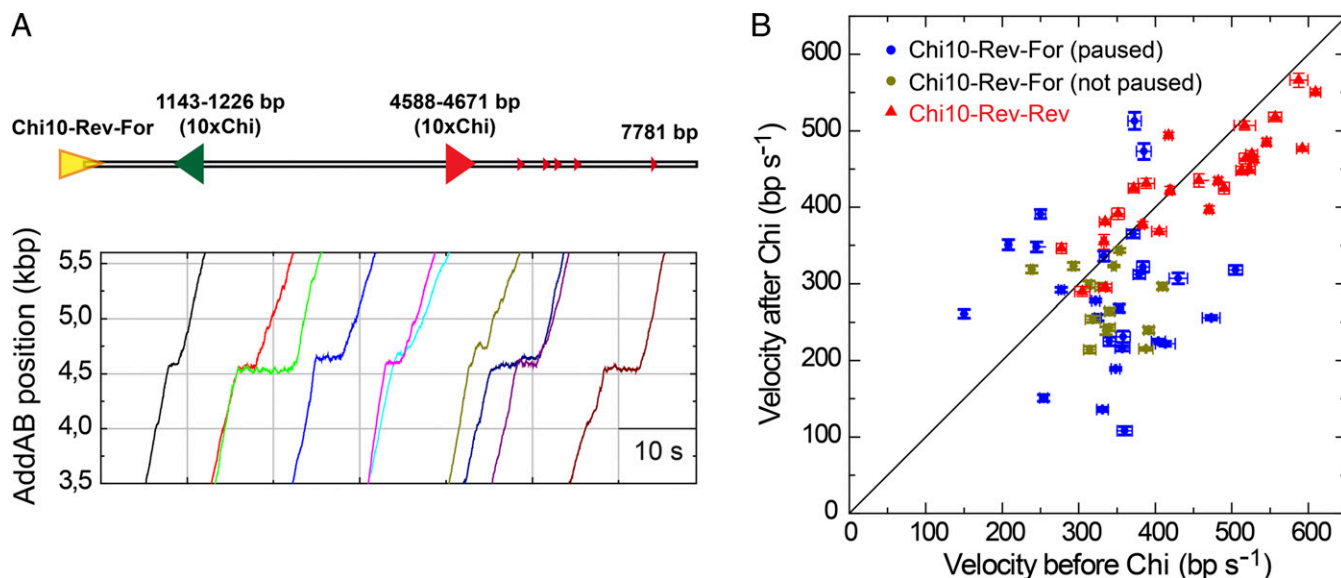 A
1143-1226 bp
(10xChi)
4588-4671 bp
(10xChi)
Chi10-Rev-For
7781 bp
AddAB position (kbp)
5,5
5,0
4,5
4,0
3,5
10 s
B
Velocity after Chi (bp s⁻¹)
600
500
400
300
200
100
0
Chi10-Rev-For (paused)
Chi10-Rev-For (not paused)
Chi10-Rev-Rev
0 100 200 300 400 500 600
Velocity before Chi (bp s⁻¹)